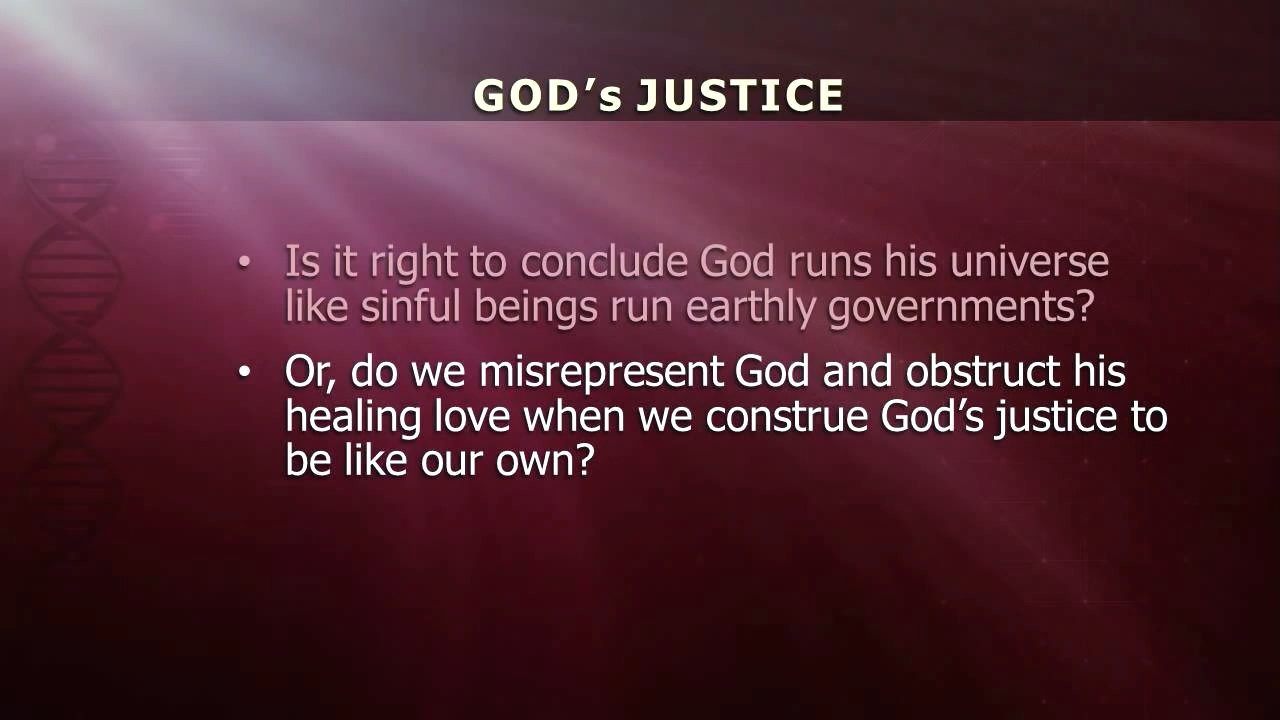 GOD’s JUSTICE
• Is it right to conclude God runs his universe
like sinful beings run earthly governments?
• Or, do we misrepresent God and obstruct his
healing love when we construe God’s justice to
be like our own?